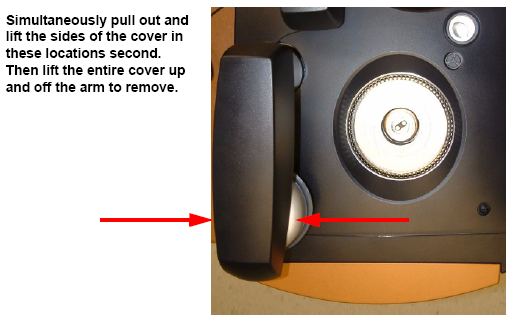 Simultaneously pull out and
lift the sides of the cover in
these locations second.
Then lift the entire cover up
and off the arm to remove.